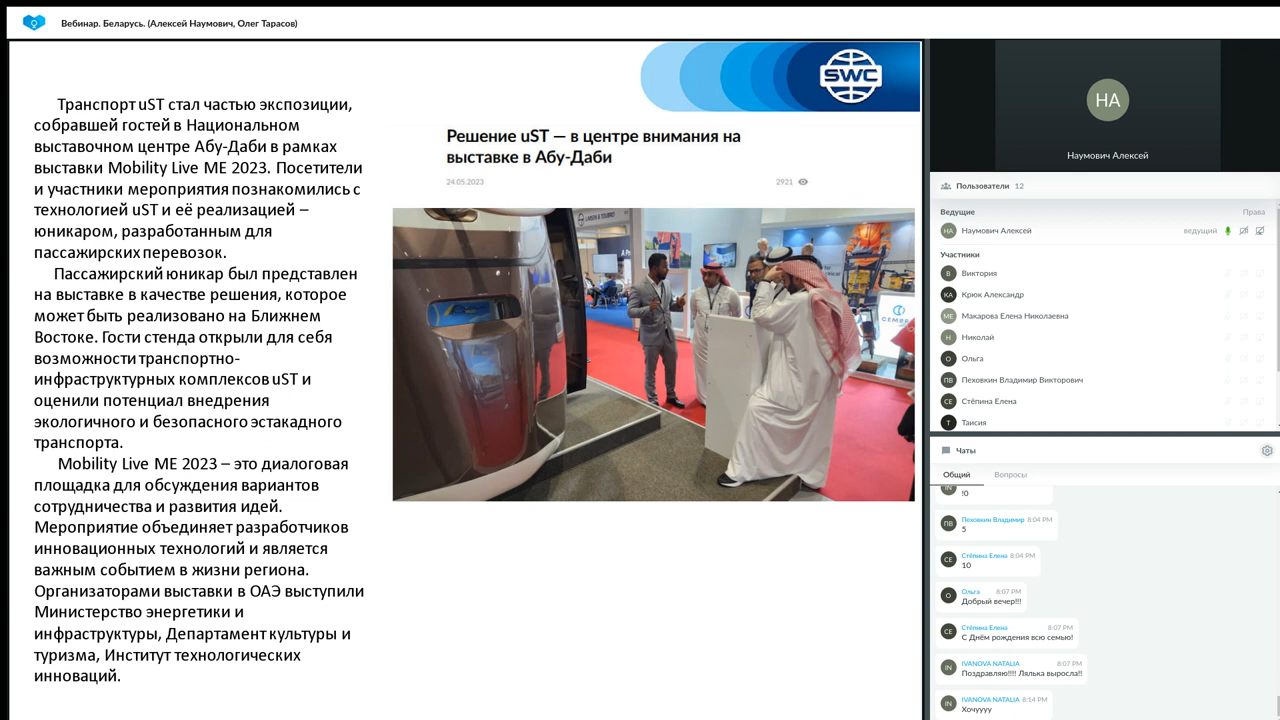 Вебинар. Беларусь. (Алексей Наумович, Олег Тарасов)
Транспорт uST стал частью экспозиции,
собравшей гостей в Национальном
выставочном центре Абу-Даби в рамках
выставки Mobility Live ME 2023. Посетители
и участники мероприятия познакомились с
технологией uST и её реализацией –
юникаром, разработанным для
пассажирских перевозок.
Пассажирский юникар был представлен
на выставке в качестве решения, которое
может быть реализовано на Ближнем
Востоке. Гости стенда открыли для себя
возможности транспортно-
инфраструктурных комплексов uST и
оценили потенциал внедрения
экологичного и безопасного эстакадного
транспорта.
Mobility Live ME 2023 – это диалоговая
площадка для обсуждения вариантов
сотрудничества и развития идей.
Мероприятие объединяет разработчиков
инновационных технологий и является
важным событием в жизни региона.
Организаторами выставки в ОАЭ выступили
Министерство энергетики и
инфраструктуры, Департамент культуры и
туризма, Институт технологических
инноваций.
SWC
Решение uST — в центре внимания на
выставке в Абу-Даби
24.05.2023
2921
LARSEN & TOUBRO
НА
Наумович Алексей
Пользователи 12
Ведущие
Права
НА Наумович Алексей ведущий
Участники
В Виктория
КА Крюк Александр
МЕ Макарова Елена Николаевна
Н Николай
О Ольга
ПВ Пеховкин Владимир Викторович
СЕ Стёпина Елена
Т Таисия
Чаты
Общий Вопросы
IN
!0
ПВ Пеховкин Владимир 8:04 PM
5
СЕ Стёпина Елена 8:04 PM
10
О Ольга 8:07 PM
Добрый вечер!!!
СЕ Стёпина Елена 8:07 PM
С Днём рождения всю семью!
IN IVANOVA NATALIA 8:07 PM
Поздравляю!!!! Лялька выросла!!
IN IVANOVA NATALIA 8:14 PM
Хочуууу